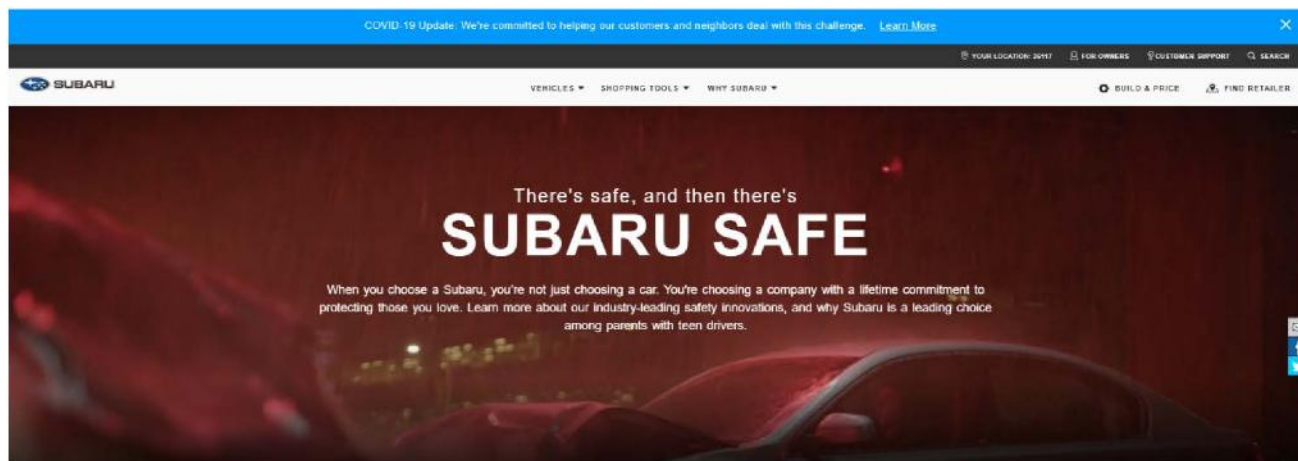 COVID-19 Update: We're committed to helping our customers and neighbors deal with this challenge. Learn More
YOUR LOCATION: 26117 FOR OWNERS CUSTOMER SUPPORT SEARCH
SUBARU VEHICLES SHOPPING TOOLS WHY SUBARU BUILD & PRICE FIND RETAILER
There's safe, and then there's
SUBARU SAFE
When you choose a Subaru, you're not just choosing a car. You're choosing a company with a lifetime commitment to
protecting those you love. Learn more about our industry-leading safety innovations, and why Subaru is a leading choice
among parents with teen drivers.